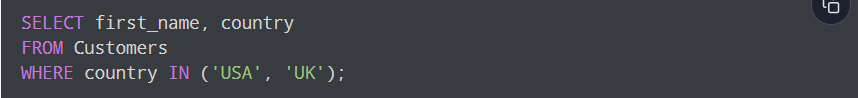 SELECT first_name, country
FROM Customers
WHERE country IN ('USA', 'UK');